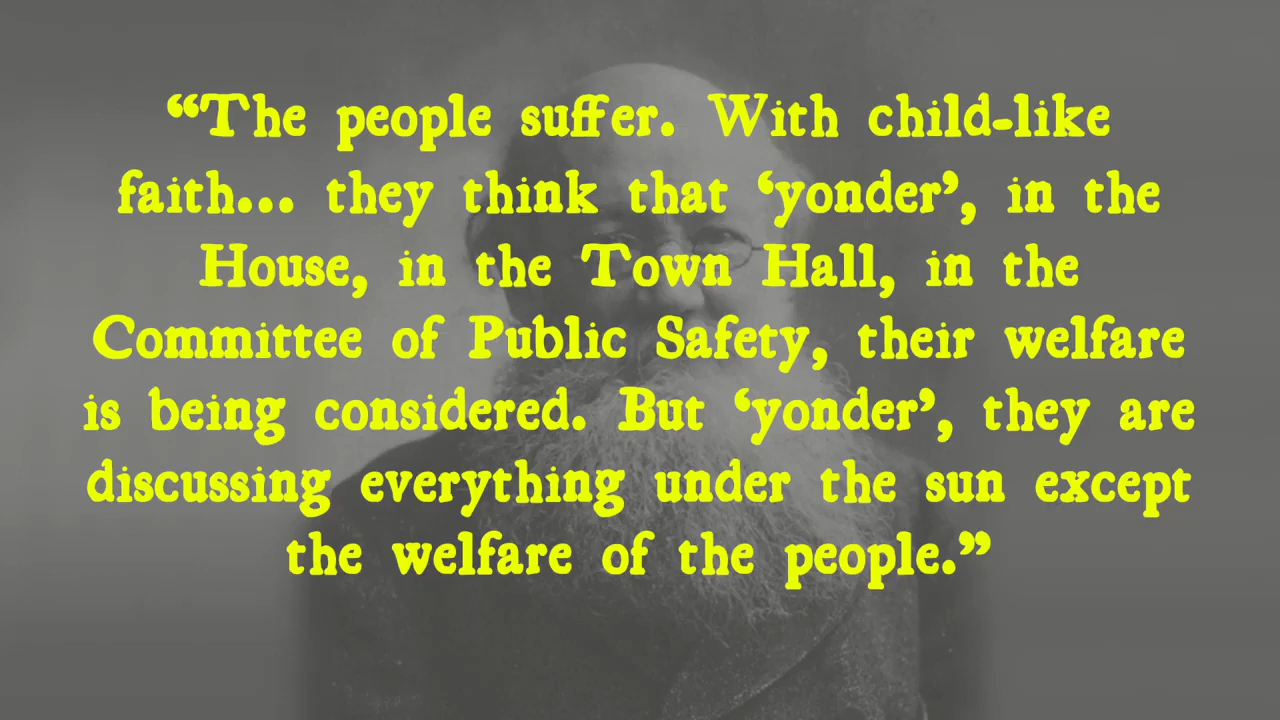 “The people suffer. With child-like
faith... they think that ‘yonder’, in the
House, in the Town Hall, in the
Committee of Public Safety, their welfare
is being considered. But ‘yonder’, they are
discussing everything under the sun except
the welfare of the people.”